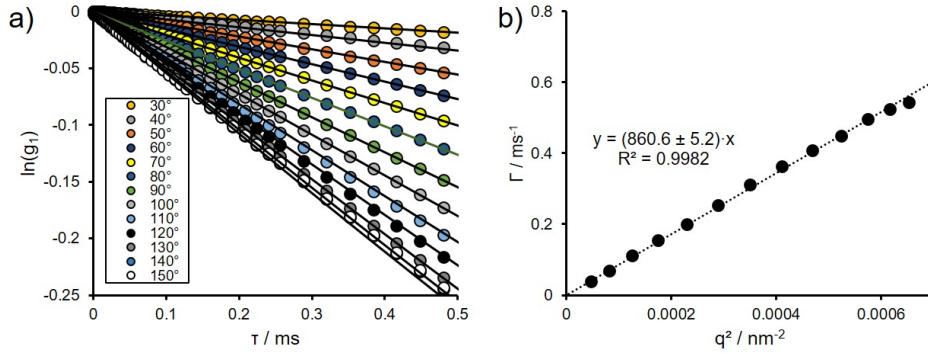 a)
0
-0.05
-0.1
-0.15
-0.2
-0.25
ln(g₁)
30°
40°
50°
60°
70°
80°
90°
100°
110°
120°
130°
140°
150°
0 0.1 0.2 0.3 0.4 0.5
τ / ms
b)
0.8
0.6
0.4
0.2
0
Γ / ms⁻¹
y = (860.6 ± 5.2)·x
R² = 0.9982
0 0.0002 0.0004 0.0006
q² / nm⁻²